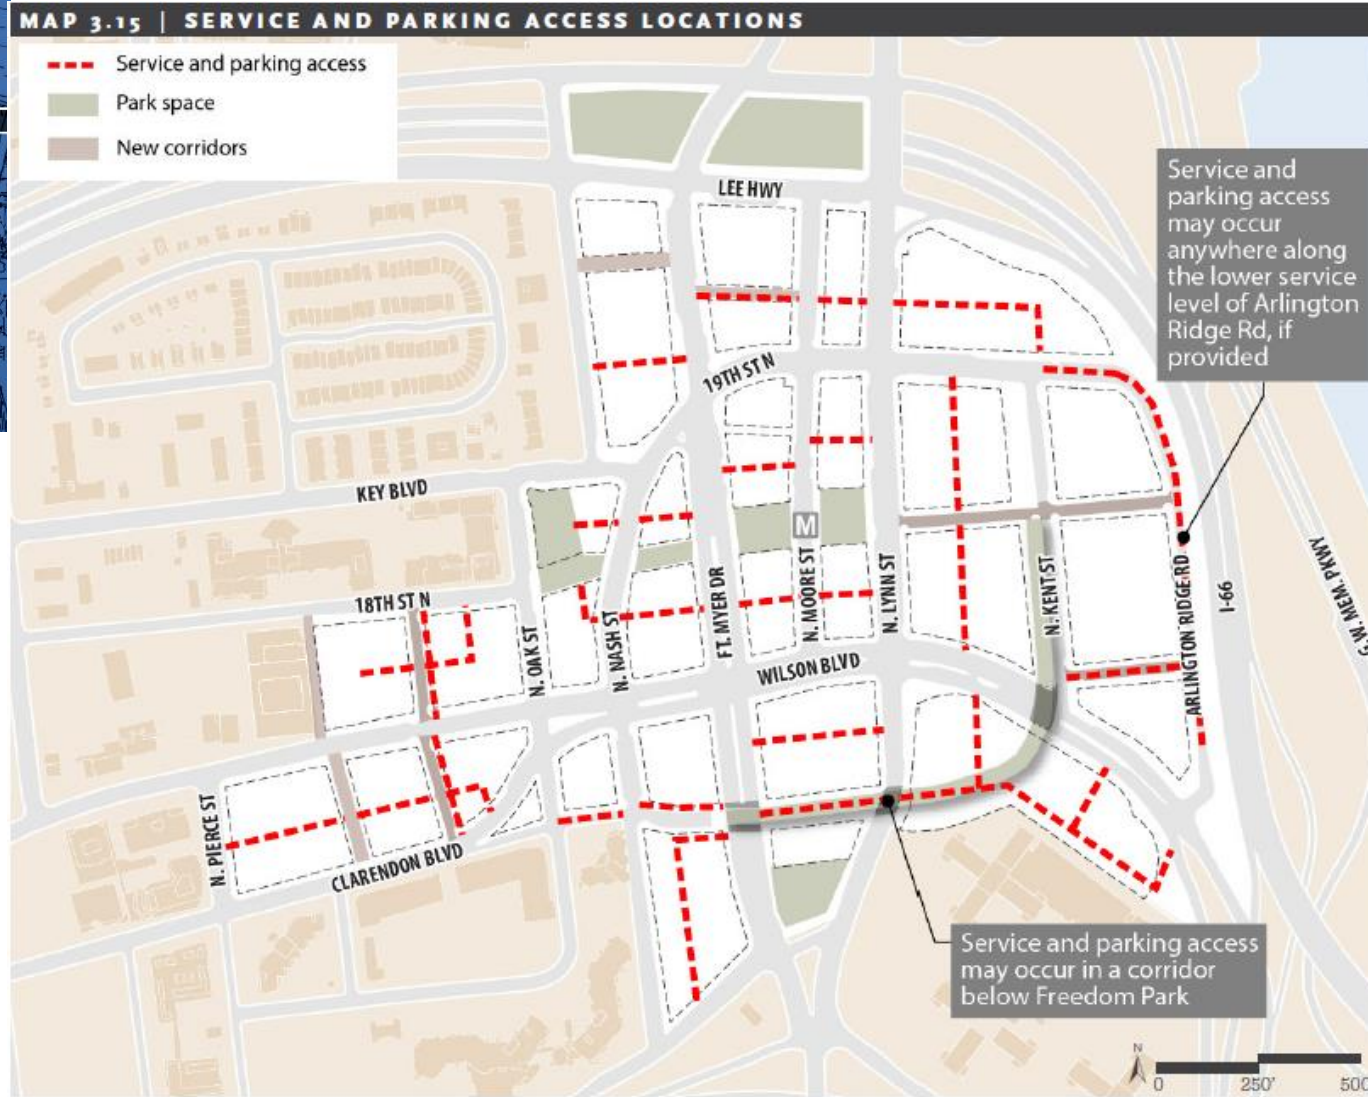 MAP 3.15 | SERVICE AND PARKING ACCESS LOCATIONS
Service and parking access
Park space
New corridors
LEE HWY
Service and
parking access
may occur
anywhere along
the lower service
level of Arlington
Ridge Rd, if
provided
19TH ST N
KEY BLVD
M
18TH ST N
N. OAK ST
N. NASH ST
FT. MYER DR
N. MOORE ST
N. LYNN ST
N. KENT ST
ARLINGTON RIDGE RD
I-66
G.W. MEM. PKWY
WILSON BLVD
N. PIERCE ST
CLARENDON BLVD
Service and parking access
may occur in a corridor
below Freedom Park
N
0 250' 500